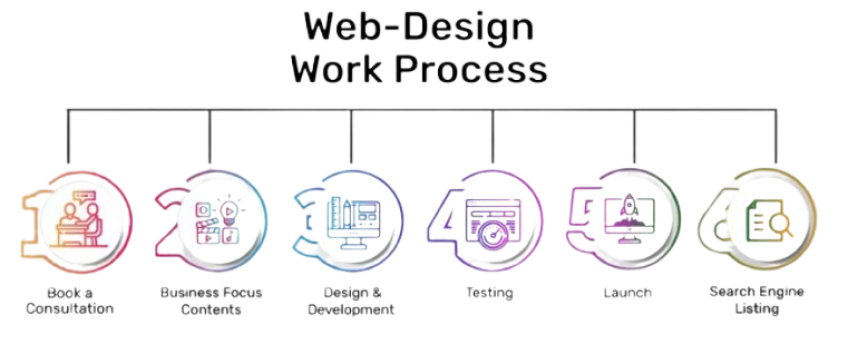 Web-Design
Work Process
1
2
3
4
5
6
Book a
Consultation
Business Focus
Contents
Design &
Development
Testing
Launch
Search Engine
Listing